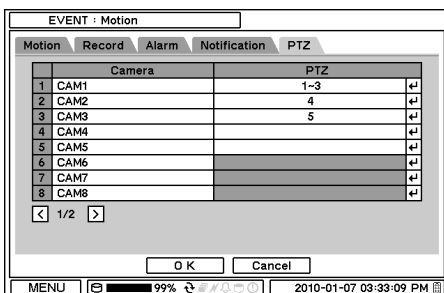 EVENT : Motion
Motion Record Alarm Notification PTZ
Camera PTZ
1 CAM1 1~3
2 CAM2 4
3 CAM3 5
4 CAM4
5 CAM5
6 CAM6
7 CAM7
8 CAM8
< 1/2 >
O K Cancel
MENU 99% 2010-01-07 03:33:09 PM